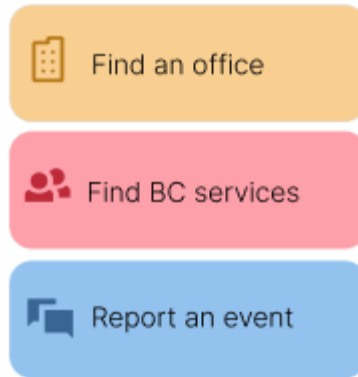 Find an office
Find BC services
Report an event